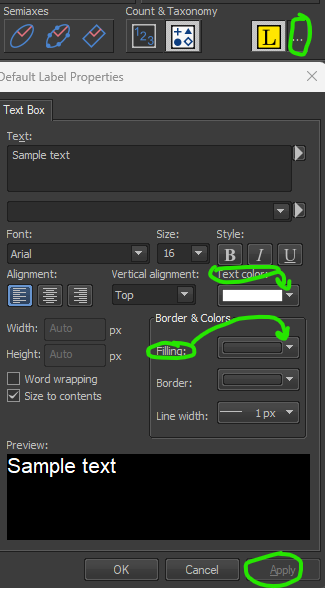 Semiaxes
Count & Taxonomy
123
L
...
Default Label Properties
Text Box
Text:
Sample text
Font:
Size:
Style:
Arial
16
B I U
Alignment:
Vertical alignment:
Text color:
Top
Border & Colors
Width:
Auto
px
Filling:
Height:
Auto
px
Word wrapping
Border:
Size to contents
Line width:
1 px
Preview:
Sample text
OK
Cancel
Apply